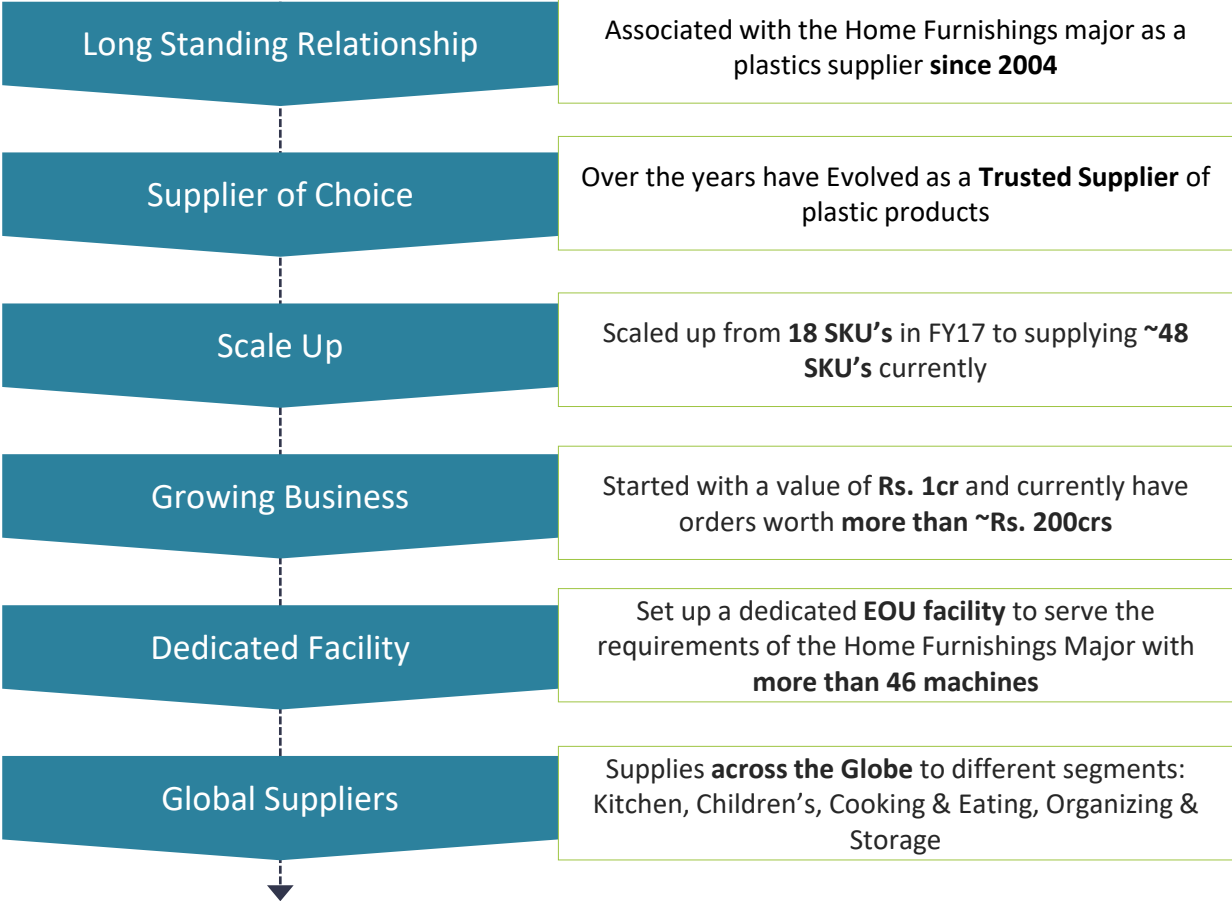 Long Standing Relationship
Associated with the Home Furnishings major as a
plastics supplier since 2004
Supplier of Choice
Over the years have Evolved as a Trusted Supplier of
plastic products
Scale Up
Scaled up from 18 SKU’s in FY17 to supplying ~48
SKU’s currently
Growing Business
Started with a value of Rs. 1cr and currently have
orders worth more than ~Rs. 200crs
Dedicated Facility
Set up a dedicated EOU facility to serve the
requirements of the Home Furnishings Major with
more than 46 machines
Global Suppliers
Supplies across the Globe to different segments:
Kitchen, Children’s, Cooking & Eating, Organizing &
Storage